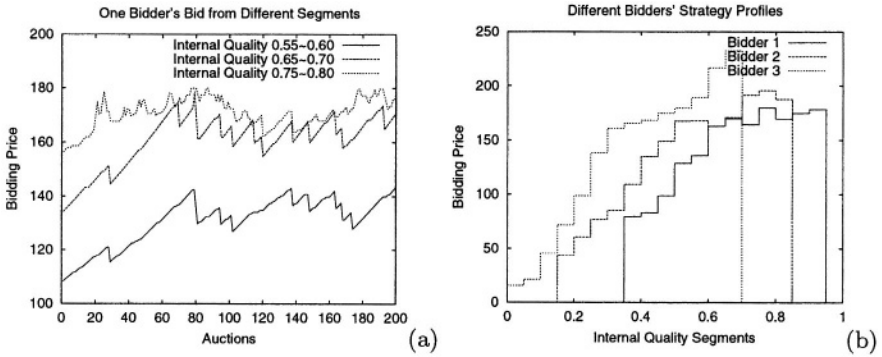 One Bidder's Bid from Different Segments
200
180
160
140
120
100
Bidding Price
Internal Quality 0.55~0.60
Internal Quality 0.65~0.70
Internal Quality 0.75~0.80
0 20 40 60 80 100 120 140 160 180 200
Auctions
(a)
Different Bidders' Strategy Profiles
250
200
150
100
50
0
Bidding Price
Bidder 1
Bidder 2
Bidder 3
0 0.2 0.4 0.6 0.8 1
Internal Quality Segments
(b)